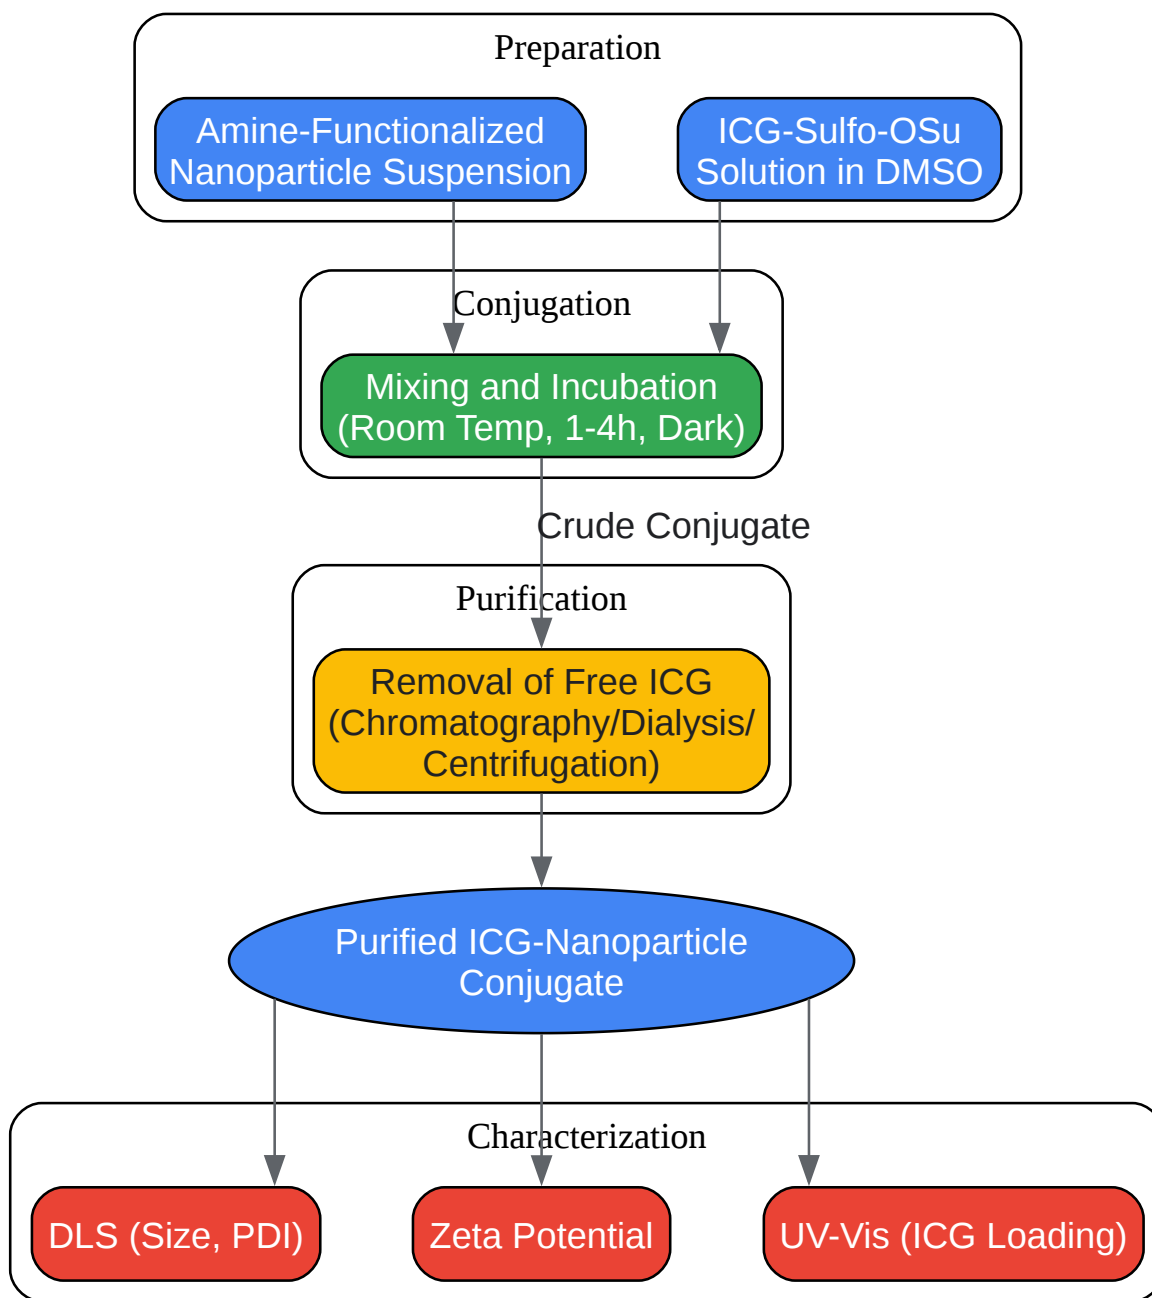 Preparation
Amine-Functionalized
Nanoparticle Suspension
ICG-Sulfo-OSu
Solution in DMSO
Conjugation
Mixing and Incubation
(Room Temp, 1-4h, Dark)
Crude Conjugate
Purification
Removal of Free ICG
(Chromatography/Dialysis/
Centrifugation)
Purified ICG-Nanoparticle
Conjugate
Characterization
DLS (Size, PDI)
Zeta Potential
UV-Vis (ICG Loading)